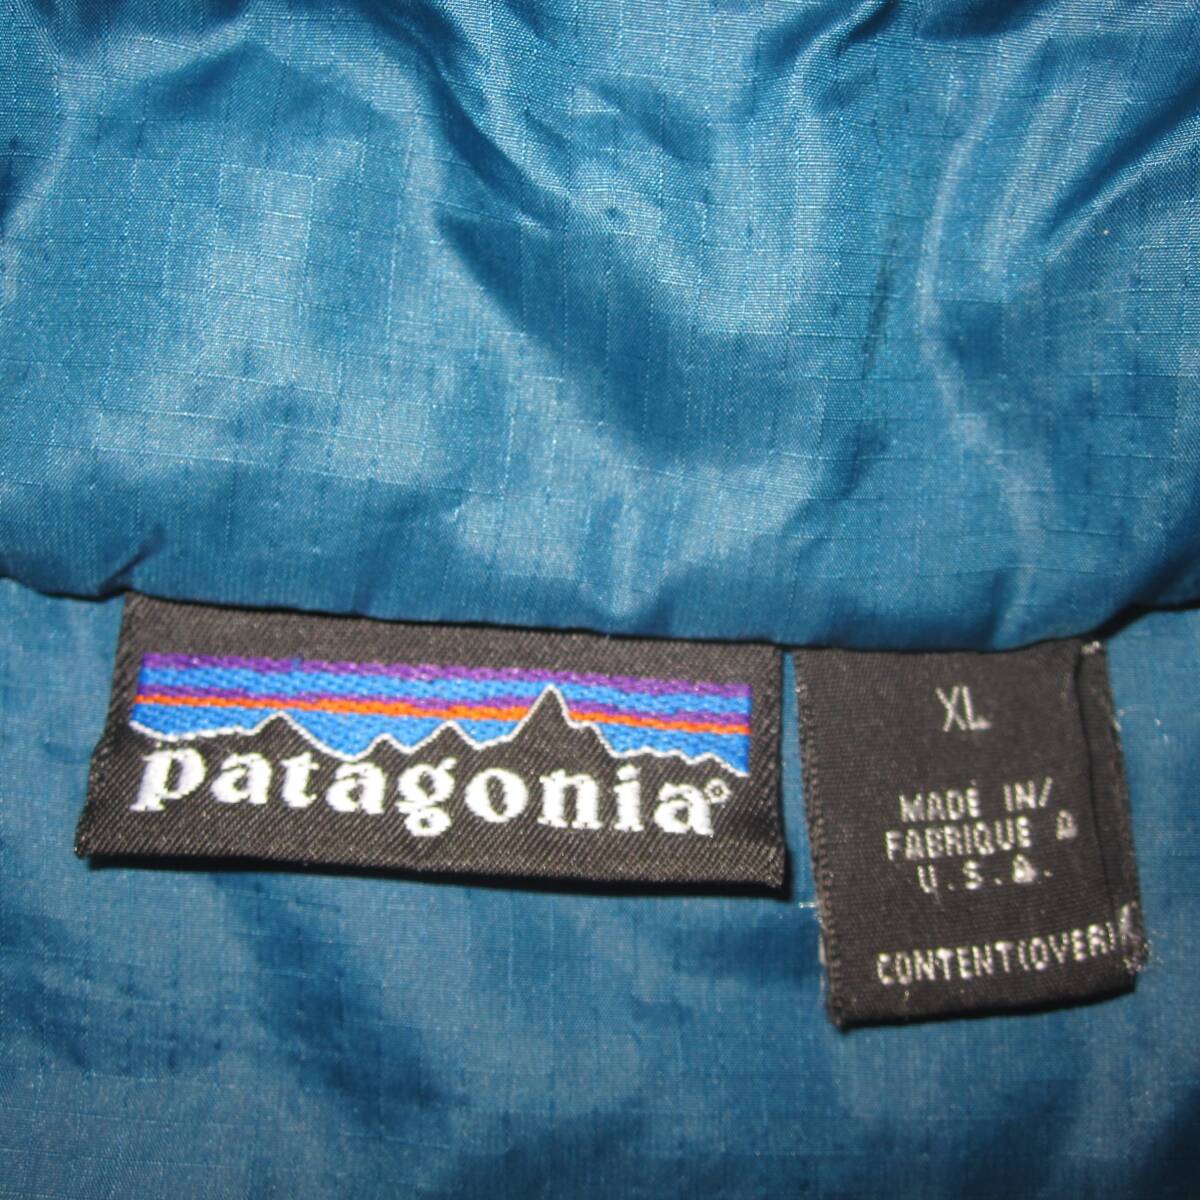 patagonia®
XL
MADE IN/
FABRIQUE A
U.S.A.
CONTENT(OVER)